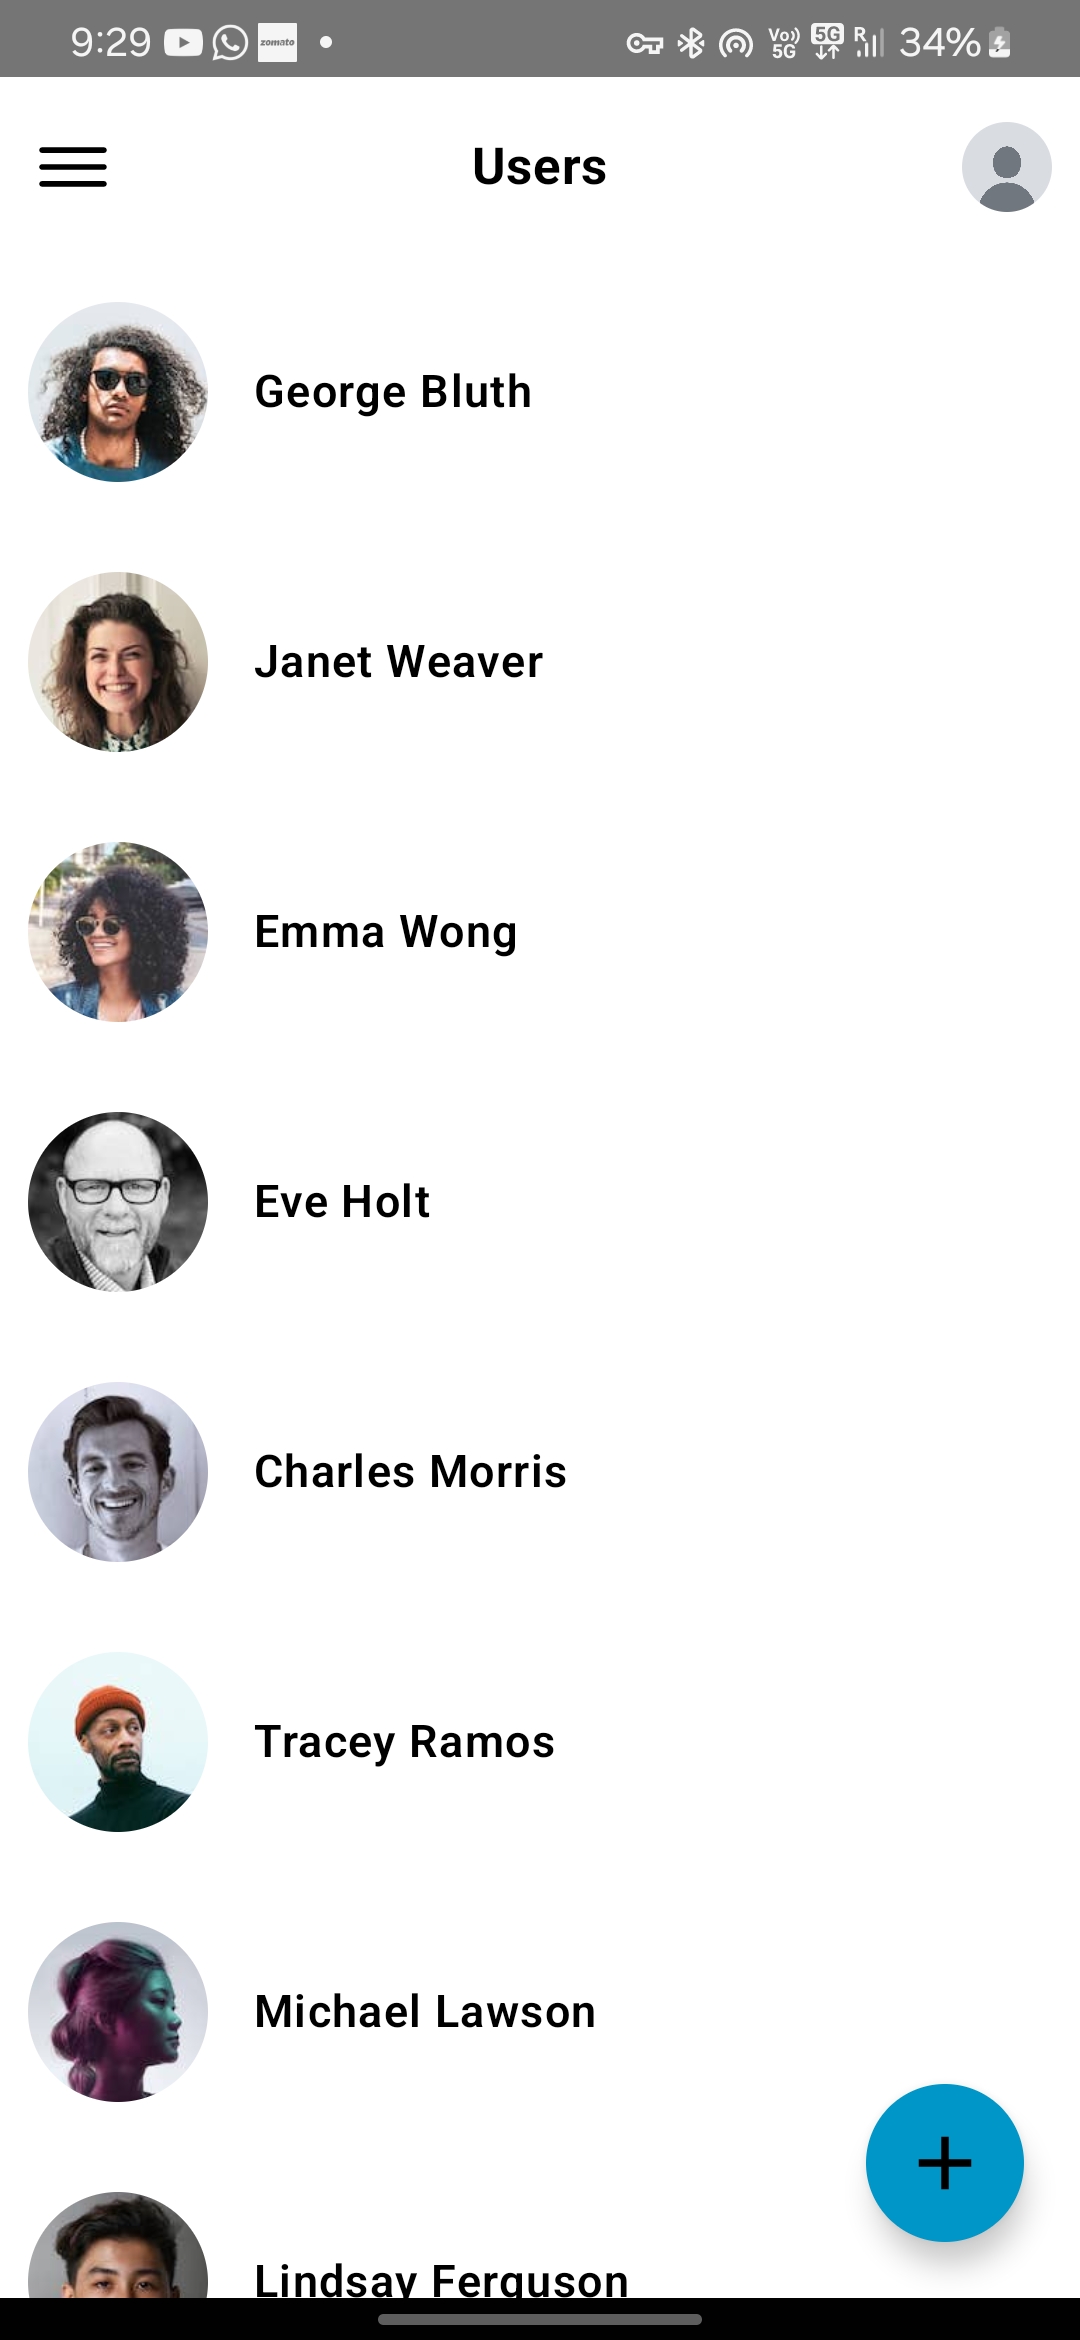 9:29 zomato Vo)) 5G 5G R 34%
Users
George Bluth
Janet Weaver
Emma Wong
Eve Holt
Charles Morris
Tracey Ramos
Michael Lawson
Lindsay Ferguson